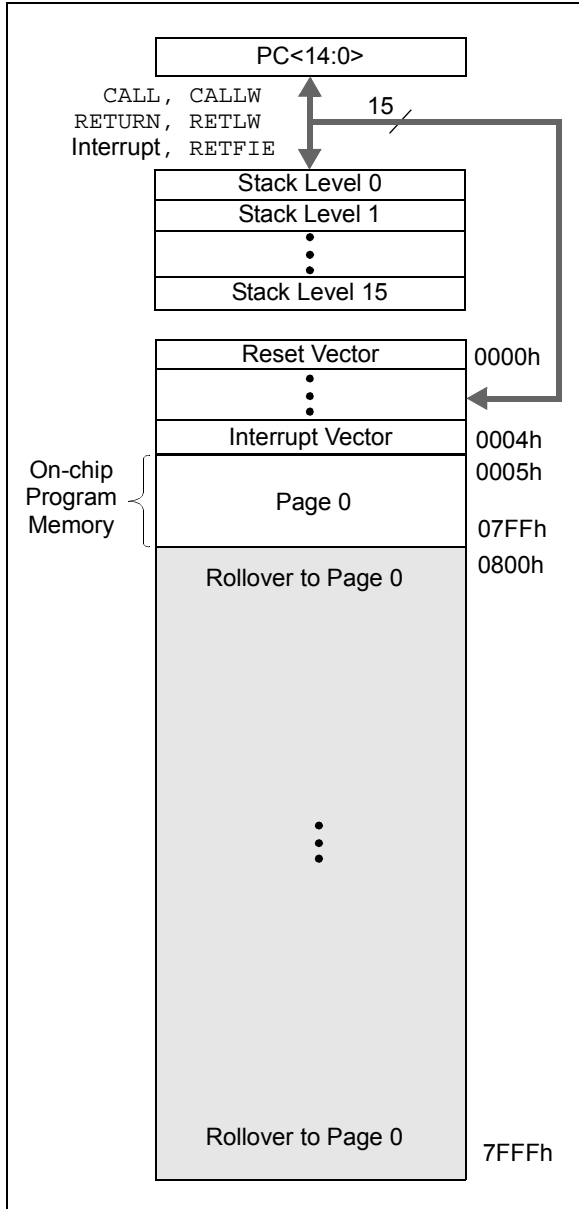 PC<14:0>
CALL, CALLW
RETURN, RETLW
Interrupt, RETFIE
15
Stack Level 0
Stack Level 1
Stack Level 15
Reset Vector
0000h
Interrupt Vector
0004h
On-chip
Program
Memory
Page 0
0005h
07FFh
Rollover to Page 0
0800h
Rollover to Page 0
7FFFh